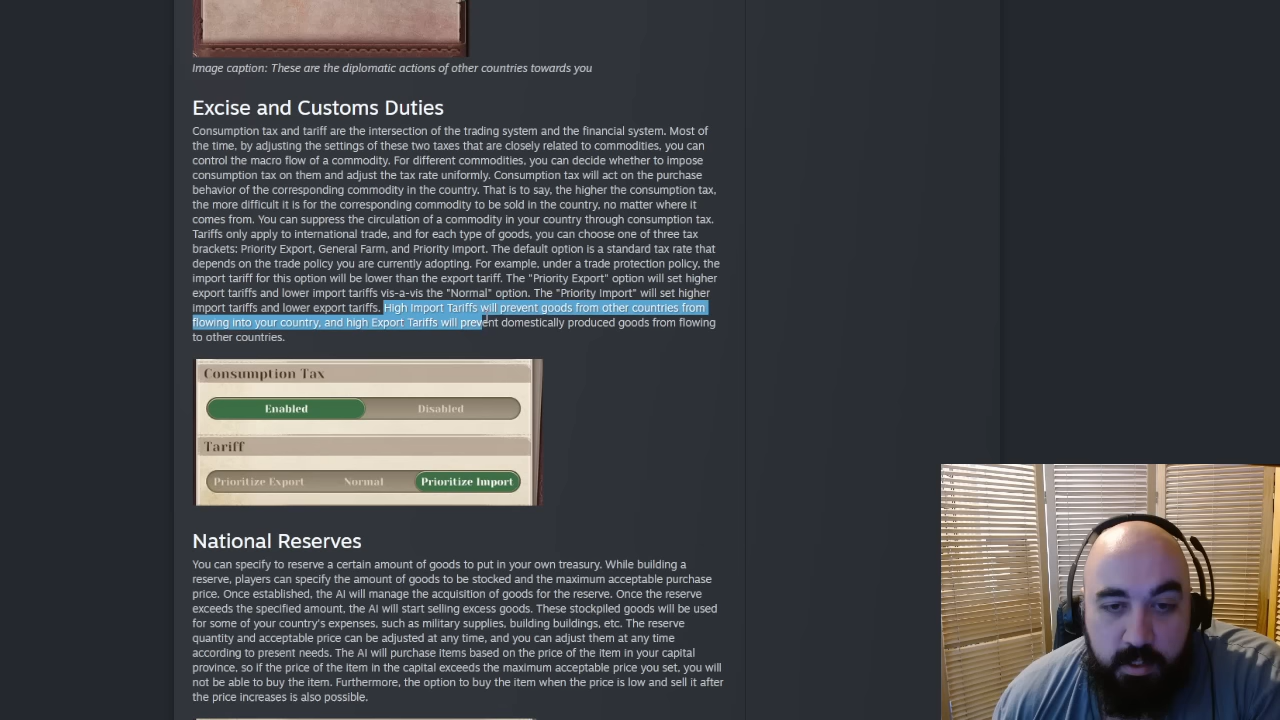 Image caption: These are the diplomatic actions of other countries towards you
Excise and Customs Duties
Consumption tax and tariff are the intersection of the trading system and the financial system. Most of
the time, by adjusting the settings of these two taxes that are closely related to commodities, you can
control the macro flow of a commodity. For different commodities, you can decide whether to impose
consumption tax on them and adjust the tax rate uniformly. Consumption tax will act on the purchase
behavior of the corresponding commodity in the country. That is to say, the higher the consumption tax,
the more difficult it is for the corresponding commodity to be sold in the country, no matter where it
comes from. You can suppress the circulation of a commodity in your country through consumption tax.
Tariffs only apply to international trade, and for each type of goods, you can choose one of three tax
brackets: Priority Export, General Farm, and Priority Import. The default option is a standard tax rate that
depends on the trade policy you are currently adopting. For example, under a trade protection policy, the
import tariff for this option will be lower than the export tariff. The "Priority Export" option will set higher
export tariffs and lower import tariffs vis-a-vis the "Normal" option. The "Priority Import" will set higher
import tariffs and lower export tariffs. High Import Tariffs will prevent goods from other countries from
flowing into your country, and high Export Tariffs will prevent domestically produced goods from flowing
to other countries.
Consumption Tax
Enabled Disabled
Tariff
Prioritize Export Normal Prioritize Import
National Reserves
You can specify to reserve a certain amount of goods to put in your own treasury. While building a
reserve, players can specify the amount of goods to be stocked and the maximum acceptable purchase
price. Once established, the AI will manage the acquisition of goods for the reserve. Once the reserve
exceeds the specified amount, the AI will start selling excess goods. These stockpiled goods will be used
for some of your country's expenses, such as military supplies, building buildings, etc. The reserve
quantity and acceptable price can be adjusted at any time, and you can adjust them at any time
according to present needs. The AI will purchase items based on the price of the item in your capital
province, so if the price of the item in the capital exceeds the maximum acceptable price you set, you will
not be able to buy the item. Furthermore, the option to buy the item when the price is low and sell it after
the price increases is also possible.